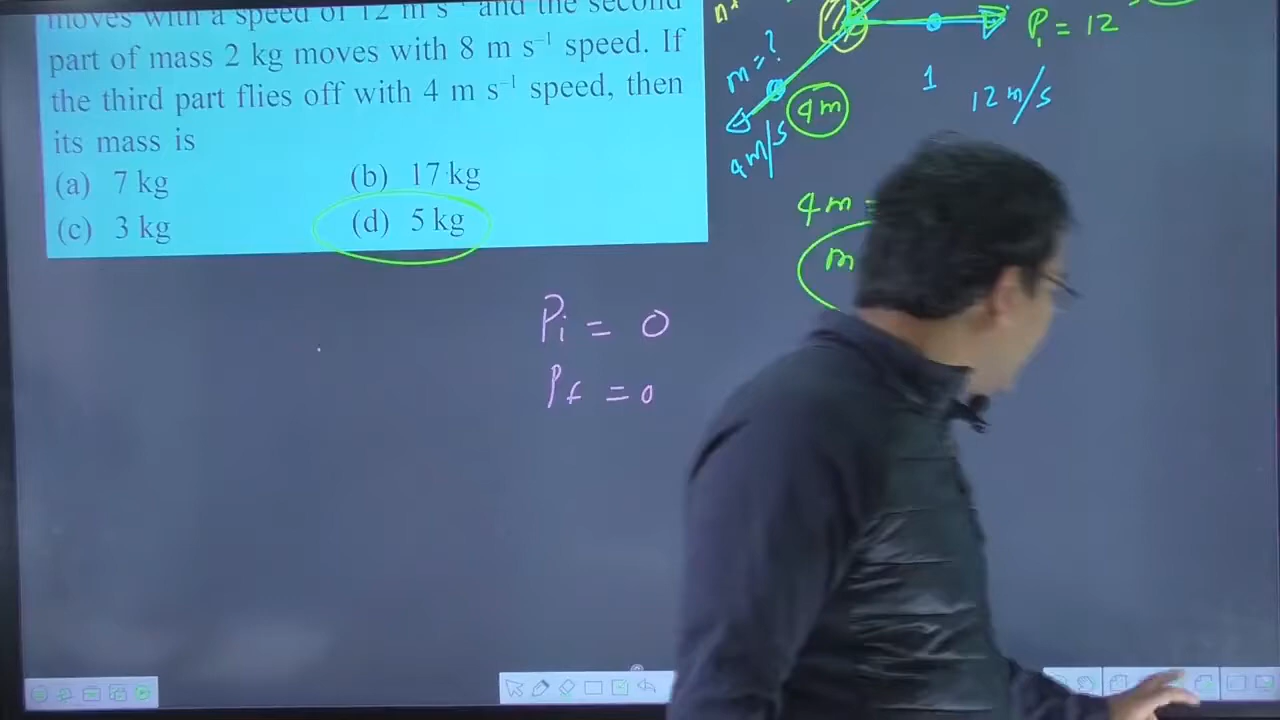 moves with a speed of 12 m s⁻¹ and the second
part of mass 2 kg moves with 8 m s⁻¹ speed. If
the third part flies off with 4 m s⁻¹ speed, then
its mass is
(a) 7 kg
(b) 17 kg
(c) 3 kg
(d) 5 kg
P₁ = 12
m = ?
1
12 m/s
4m
4 m/s
4m =
m
Pi = 0
Pf = 0